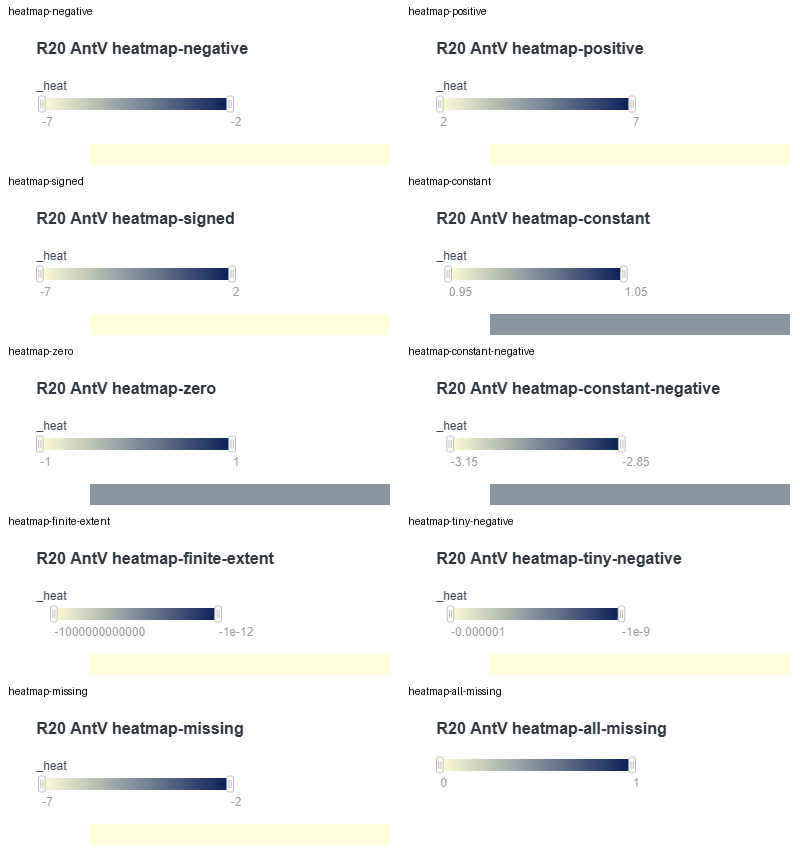 heatmap-negative
R20 AntV heatmap-negative
_heat
-7 -2
heatmap-positive
R20 AntV heatmap-positive
_heat
2 7
heatmap-signed
R20 AntV heatmap-signed
_heat
-7 2
heatmap-constant
R20 AntV heatmap-constant
_heat
0.95 1.05
heatmap-zero
R20 AntV heatmap-zero
_heat
-1 1
heatmap-constant-negative
R20 AntV heatmap-constant-negative
_heat
-3.15 -2.85
heatmap-finite-extent
R20 AntV heatmap-finite-extent
_heat
-1000000000000 -1e-12
heatmap-tiny-negative
R20 AntV heatmap-tiny-negative
_heat
-0.000001 -1e-9
heatmap-missing
R20 AntV heatmap-missing
_heat
-7 -2
heatmap-all-missing
R20 AntV heatmap-all-missing
0 1